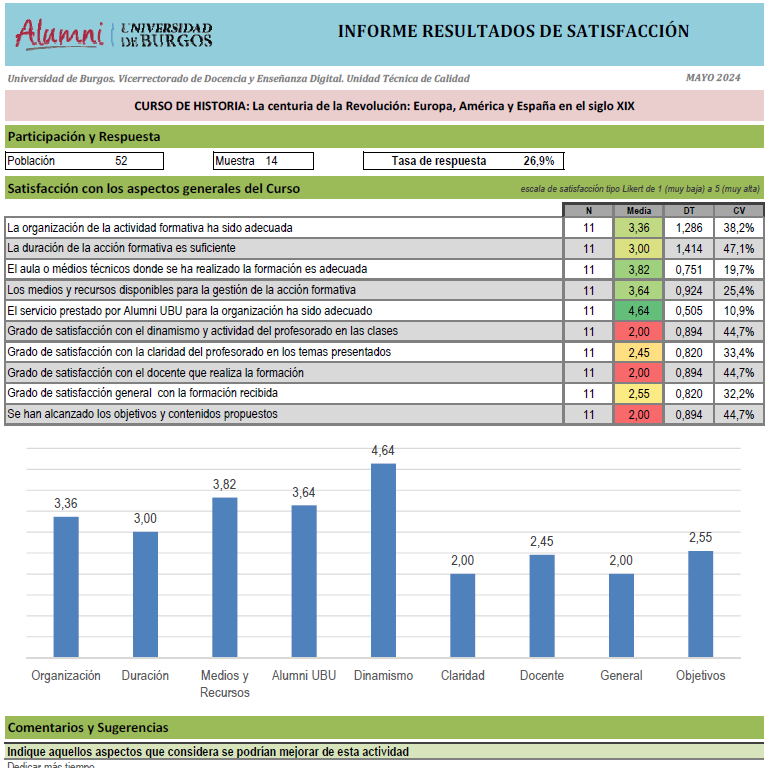 Alumni UNIVERSIDAD DE BURGOS
INFORME RESULTADOS DE SATISFACCIÓN
Universidad de Burgos. Vicerrectorado de Docencia y Enseñanza Digital. Unidad Técnica de Calidad
MAYO 2024
CURSO DE HISTORIA: La centuria de la Revolución: Europa, América y España en el siglo XIX
Participación y Respuesta
Población 52 Muestra 14 Tasa de respuesta 26,9%
Satisfacción con los aspectos generales del Curso
escala de satisfacción tipo Likert de 1 (muy baja) a 5 (muy alta)
N Media DT CV
La organización de la actividad formativa ha sido adecuada 11 3,36 1,286 38,2%
La duración de la acción formativa es suficiente 11 3,00 1,414 47,1%
El aula o médios técnicos donde se ha realizado la formación es adecuada 11 3,82 0,751 19,7%
Los medios y recursos disponibles para la gestión de la acción formativa 11 3,64 0,924 25,4%
El servicio prestado por Alumni UBU para la organización ha sido adecuado 11 4,64 0,505 10,9%
Grado de satisfacción con el dinamismo y actividad del profesorado en las clases 11 2,00 0,894 44,7%
Grado de satisfacción con la claridad del profesorado en los temas presentados 11 2,45 0,820 33,4%
Grado de satisfacción con el docente que realiza la formación 11 2,00 0,894 44,7%
Grado de satisfacción general con la formación recibida 11 2,55 0,820 32,2%
Se han alcanzado los objetivos y contenidos propuestos 11 2,00 0,894 44,7%
3,36 3,00 3,82 3,64 4,64 2,00 2,45 2,00 2,55
Organización Duración Medios y Recursos Alumni UBU Dinamismo Claridad Docente General Objetivos
Comentarios y Sugerencias
Indique aquellos aspectos que considera se podrían mejorar de esta actividad
Dedicar más tiempo